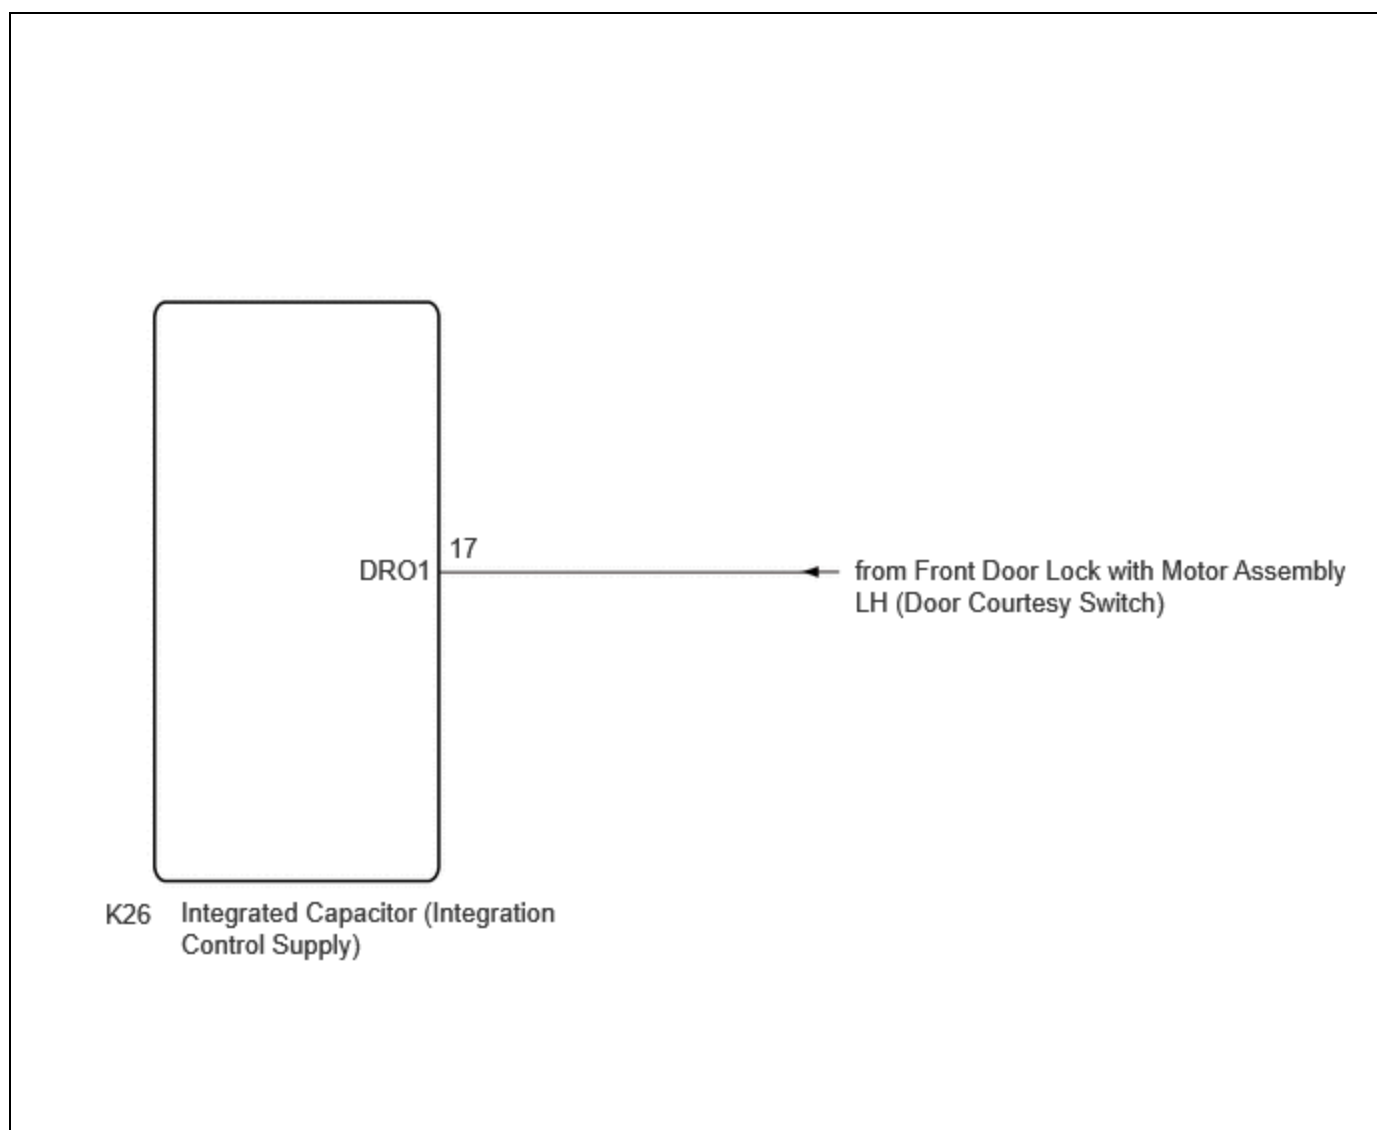 17
DRO1
from Front Door Lock with Motor Assembly
LH (Door Courtesy Switch)
K26 Integrated Capacitor (Integration
Control Supply)